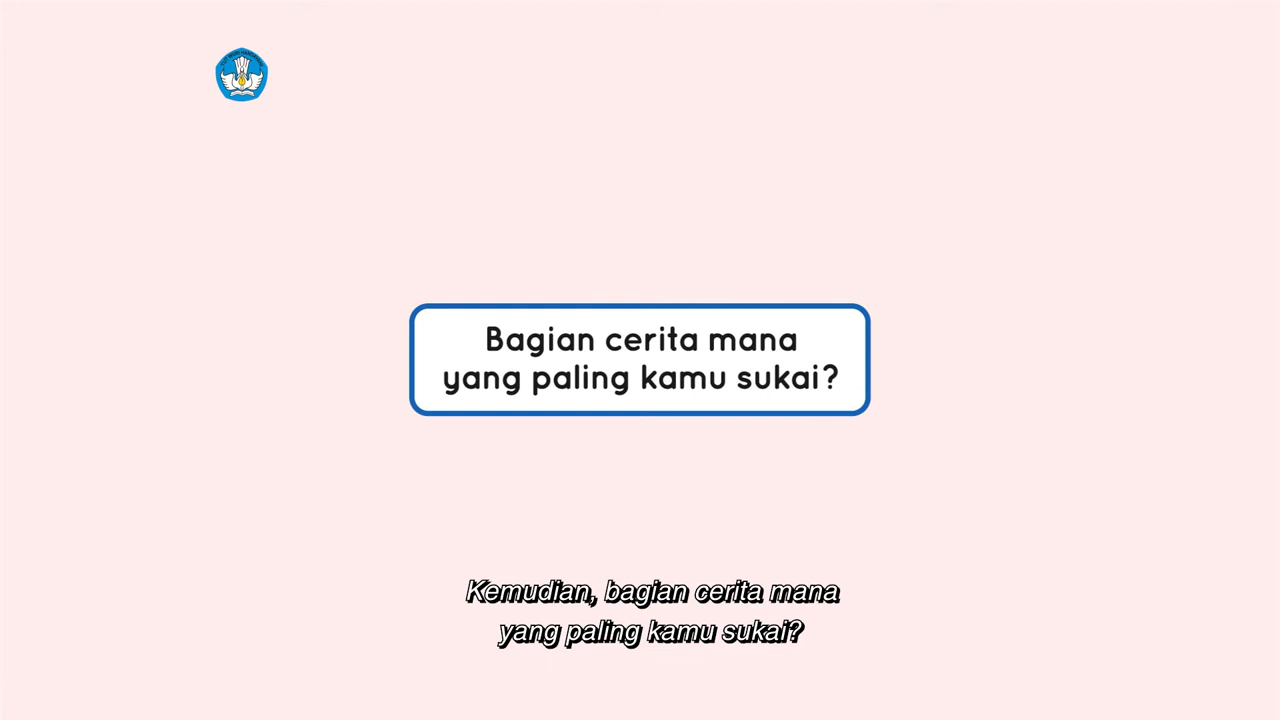 Bagian cerita mana
yang paling kamu sukai?
Kemudian, bagian cerita mana
yang paling kamu sukai?